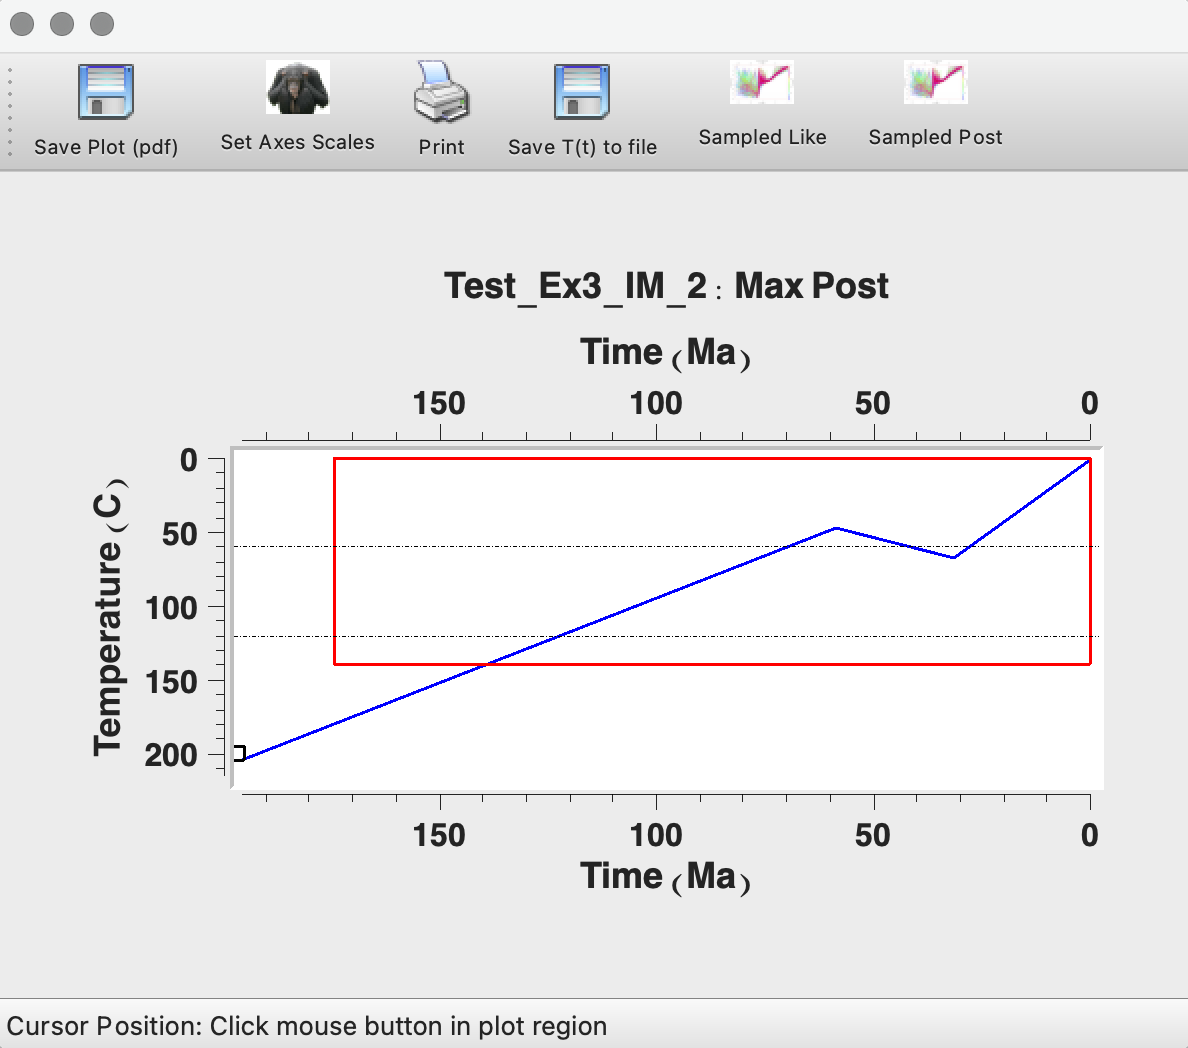 Save Plot (pdf)
Set Axes Scales
Print
Save T(t) to file
Sampled Like
Sampled Post
Test_Ex3_IM_2 : Max Post
Time (Ma)
150 100 50 0
Temperature (C)
0
50
100
150
200
150 100 50 0
Time (Ma)
Cursor Position: Click mouse button in plot region